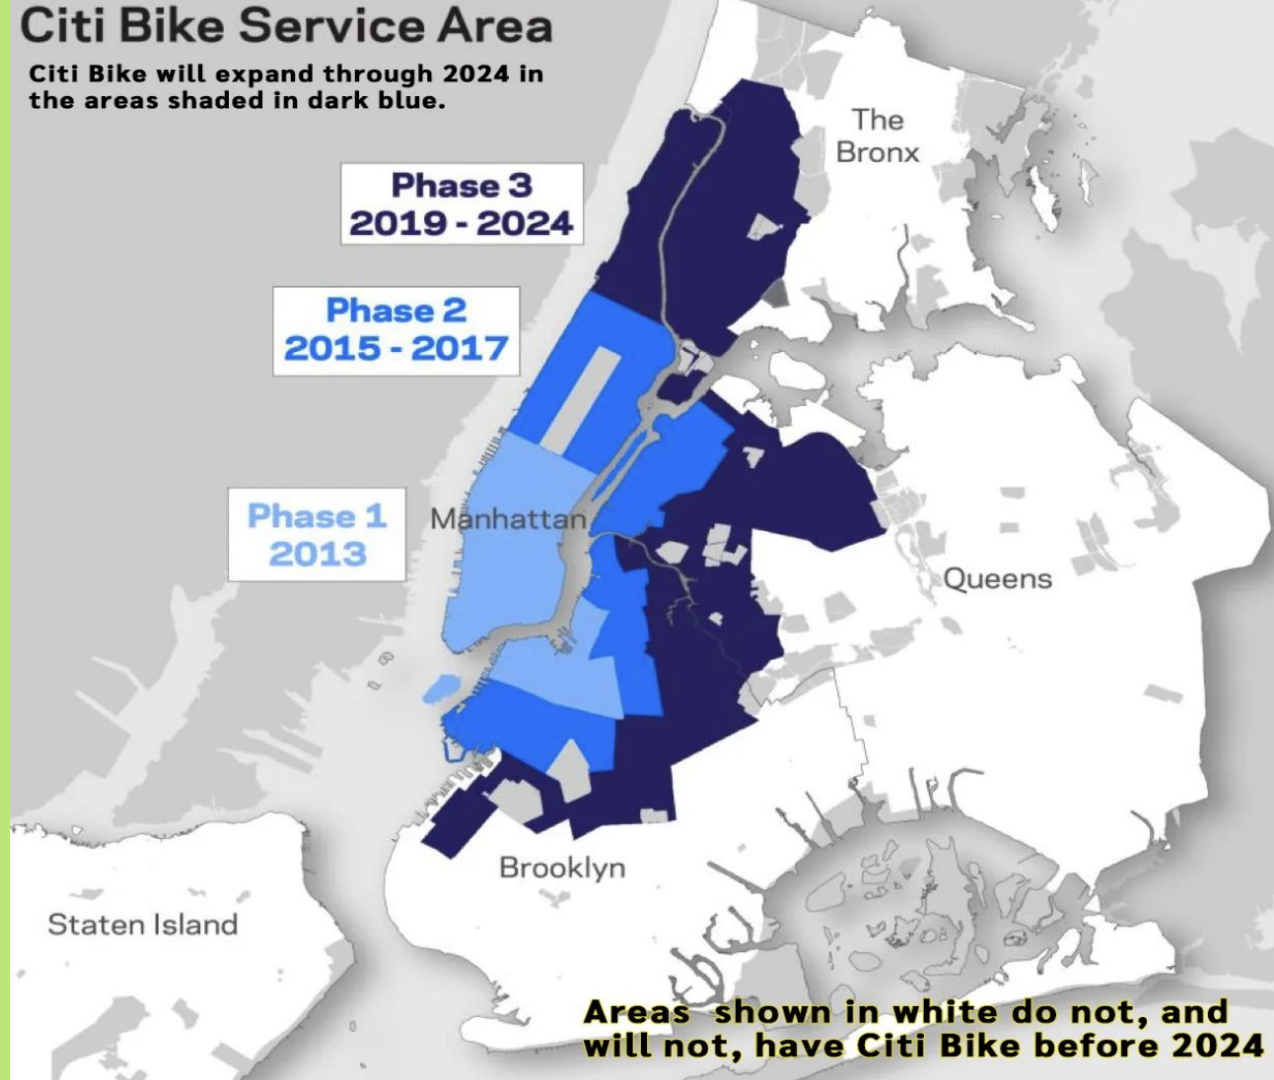 Citi Bike Service Area
Citi Bike will expand through 2024 in
the areas shaded in dark blue.
The
Bronx
Phase 3
2019 - 2024
Phase 2
2015 - 2017
Phase 1
2013
Manhattan
Queens
Brooklyn
Staten Island
Areas shown in white do not, and
will not, have Citi Bike before 2024